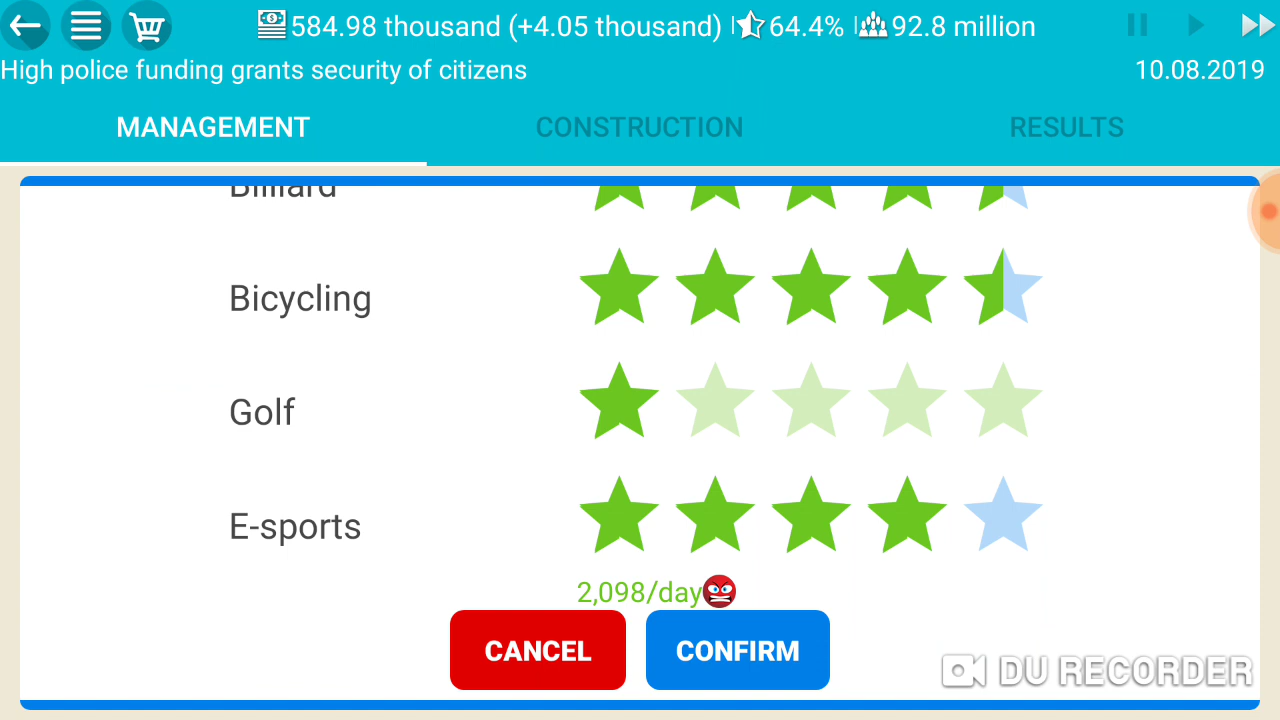 584.98 thousand (+4.05 thousand) 64.4% 92.8 million
High police funding grants security of citizens 10.08.2019
MANAGEMENT CONSTRUCTION RESULTS
Billiard
Bicycling
Golf
E-sports
2,098/day
CANCEL CONFIRM
DU RECORDER